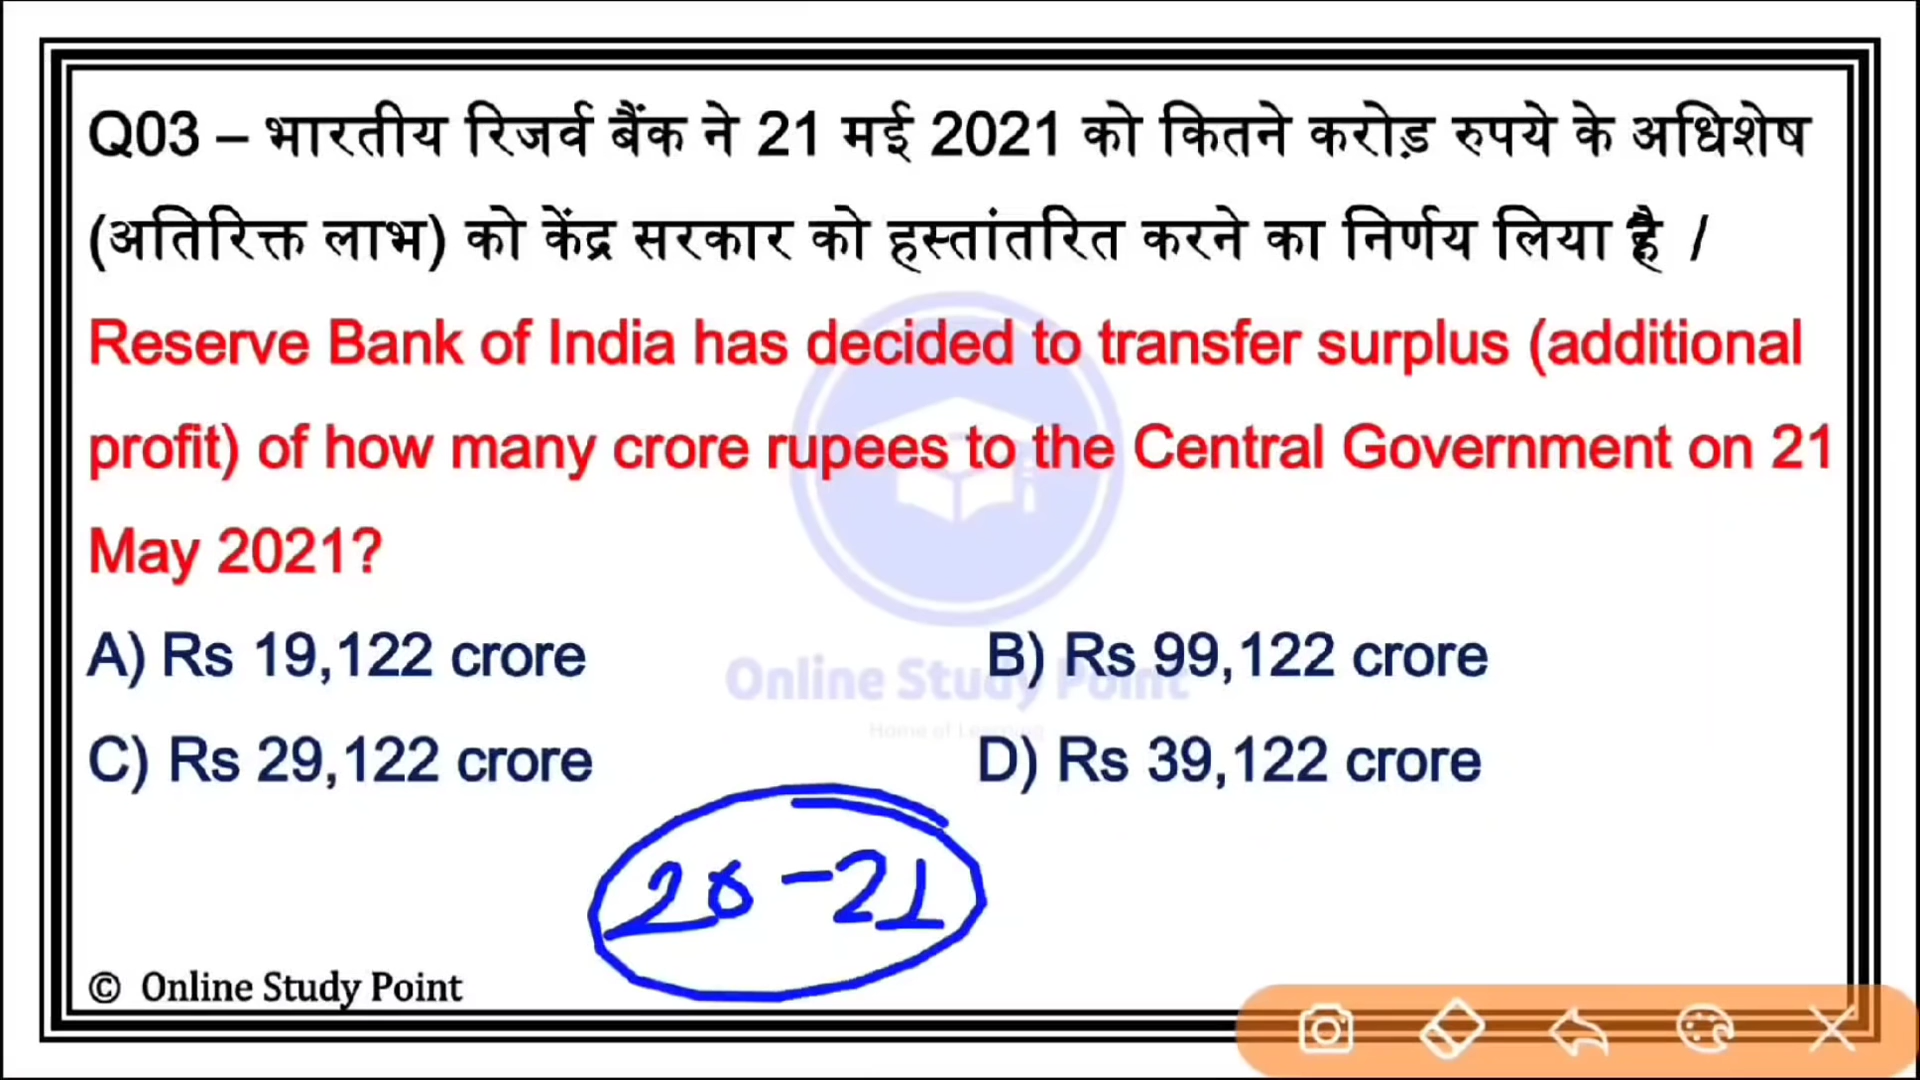 Q03 – भारतीय रिजर्व बैंक ने 21 मई 2021 को कितने करोड़ रुपये के अधिशेष
(अतिरिक्त लाभ) को केंद्र सरकार को हस्तांतरित करने का निर्णय लिया है /
Reserve Bank of India has decided to transfer surplus (additional
profit) of how many crore rupees to the Central Government on 21
May 2021?
A) Rs 19,122 crore B) Rs 99,122 crore
Online Study Point
Home of Learning
C) Rs 29,122 crore D) Rs 39,122 crore
20-21
© Online Study Point